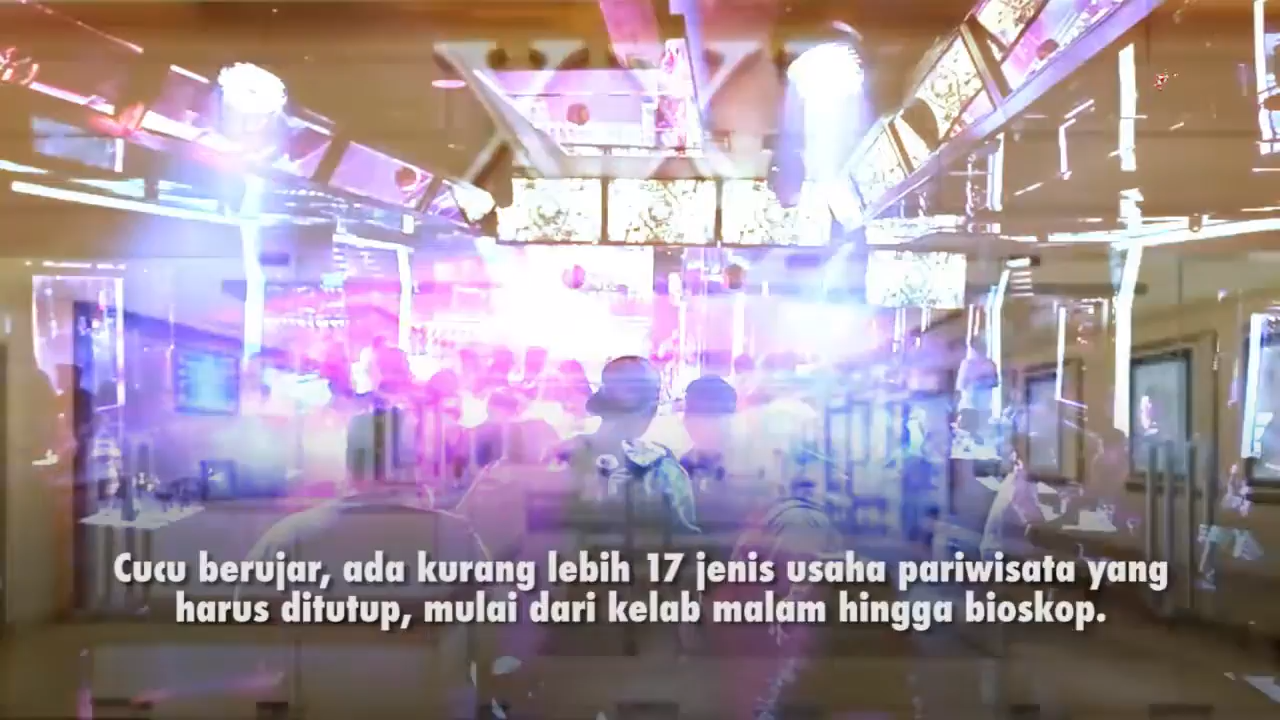 Cucu berujar, ada kurang lebih 17 jenis usaha pariwisata yang
harus ditutup, mulai dari kelab malam hingga bioskop.